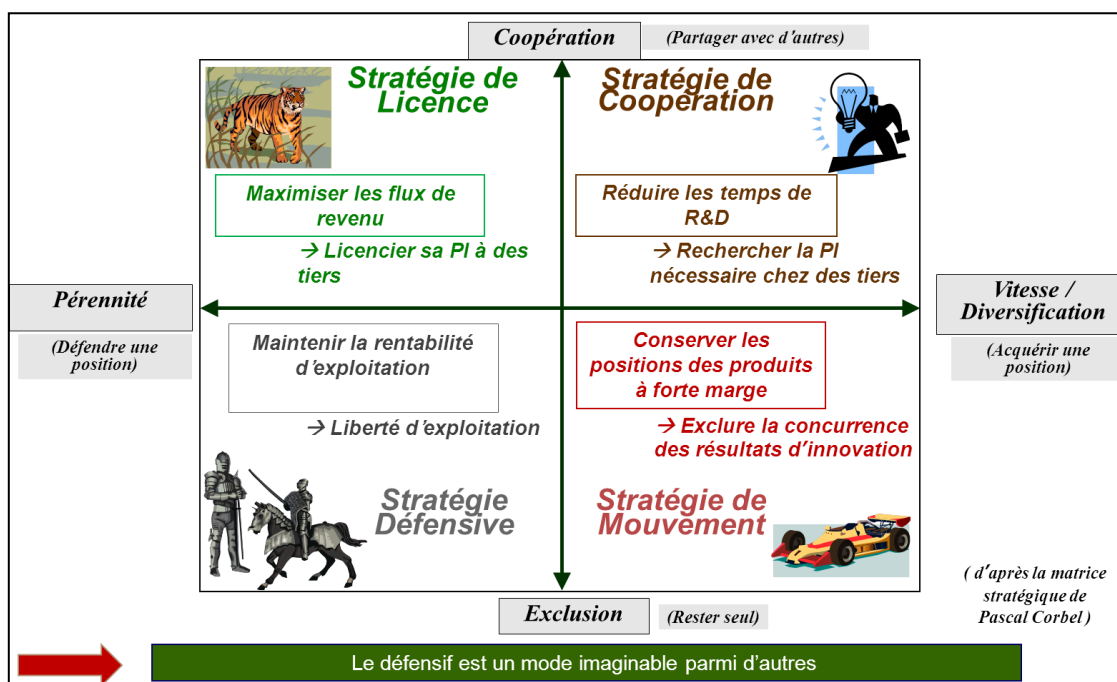 Coopération
(Partager avec d'autres)
Stratégie de
Licence
Stratégie de
Coopération
Maximiser les flux de
revenu
→ Licencier sa PI à des
tiers
Réduire les temps de
R&D
→ Rechercher la PI
nécessaire chez des tiers
Pérennité
(Défendre une
position)
Vitesse /
Diversification
(Acquérir une
position)
Maintenir la rentabilité
d'exploitation
→ Liberté d'exploitation
Conserver les
positions des produits
à forte marge
→ Exclure la concurrence
des résultats d'innovation
Stratégie
Défensive
Stratégie de
Mouvement
Exclusion
(Rester seul)
( d'après la matrice
stratégique de
Pascal Corbel )
Le défensif est un mode imaginable parmi d'autres